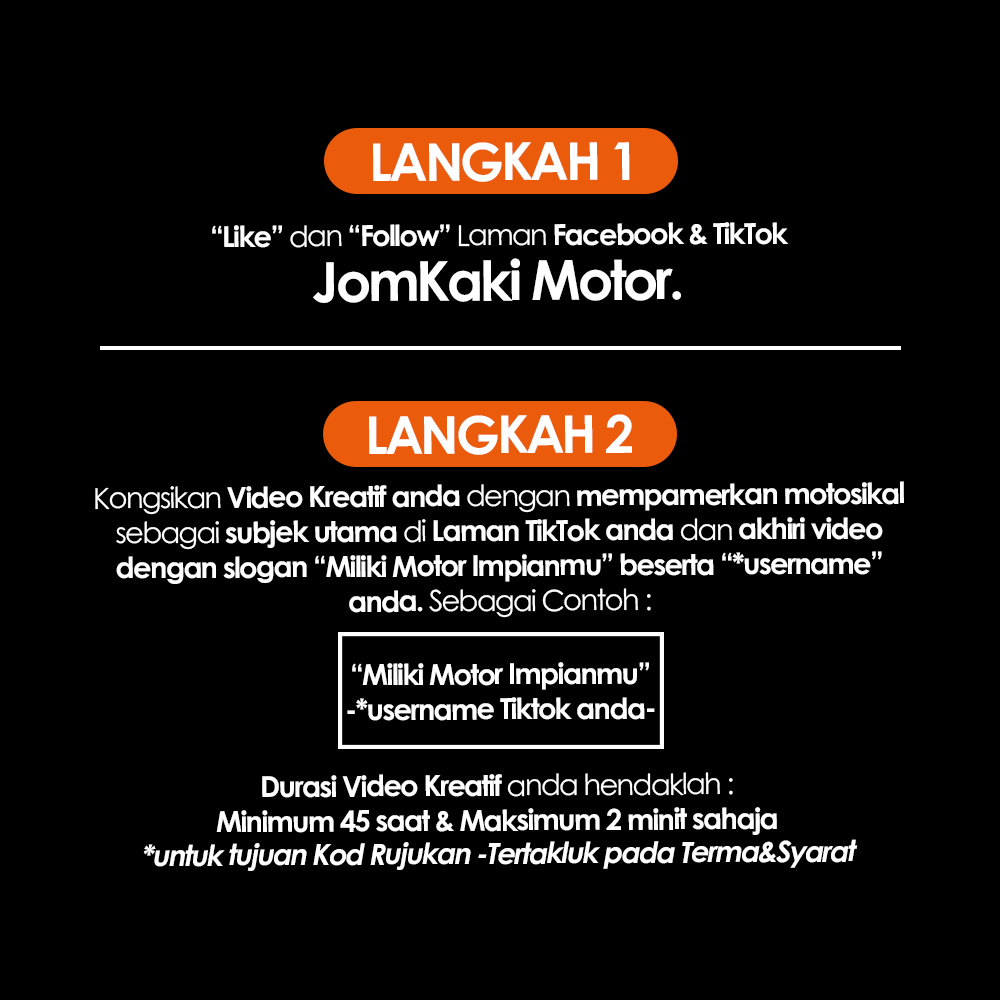 LANGKAH 1
“Like” dan “Follow” Laman Facebook & TikTok
JomKaki Motor.
LANGKAH 2
Kongsikan Video Kreatif anda dengan mempamerkan motosikal
sebagai subjek utama di Laman TikTok anda dan akhiri video
dengan slogan “Miliki Motor Impianmu” beserta “*username”
anda. Sebagai Contoh :
“Miliki Motor Impianmu”
-*username Tiktok anda-
Durasi Video Kreatif anda hendaklah :
Minimum 45 saat & Maksimum 2 minit sahaja
*untuk tujuan Kod Rujukan -Tertakluk pada Terma&Syarat